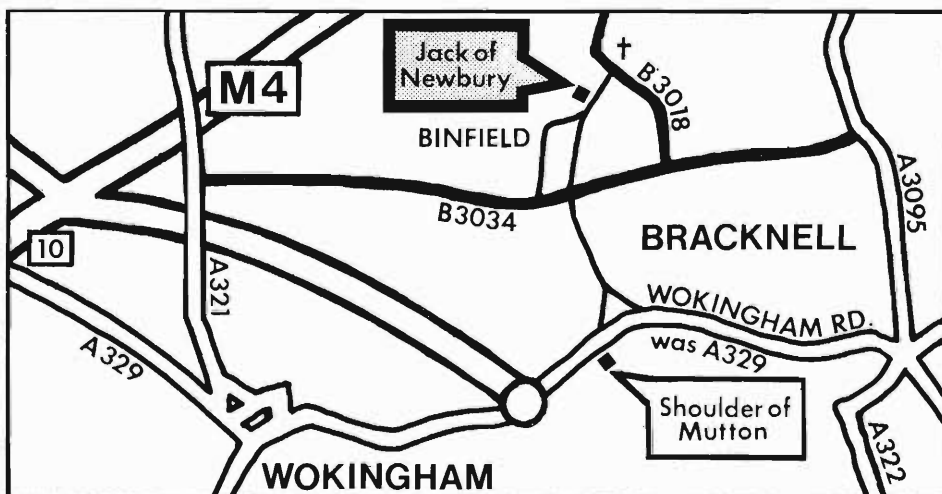 Jack of
Newbury
M4
B3018
BINFIELD
B3034
A3095
BRACKNELL
10
A321
WOKINGHAM RD.
was A329
A329
Shoulder of
Mutton
A322
WOKINGHAM